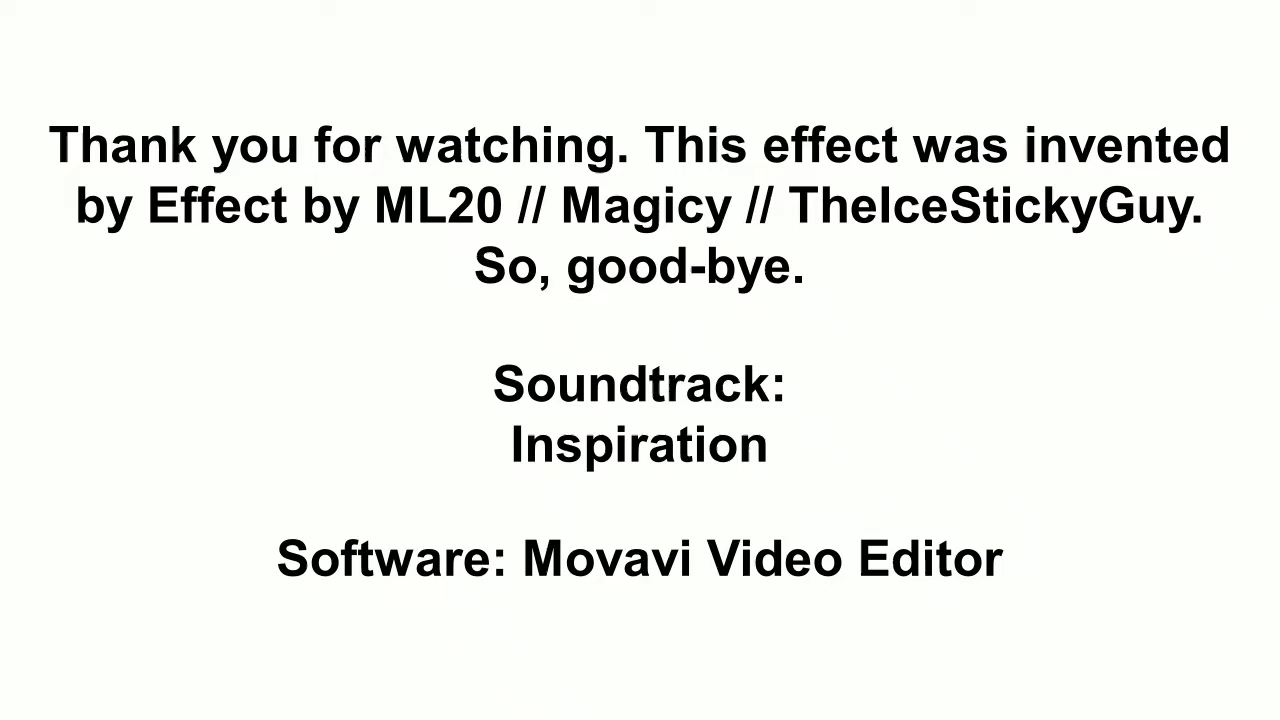 Thank you for watching. This effect was invented
by Effect by ML20 // Magicy // TheIceStickyGuy.
So, good-bye.
Soundtrack:
Inspiration
Software: Movavi Video Editor